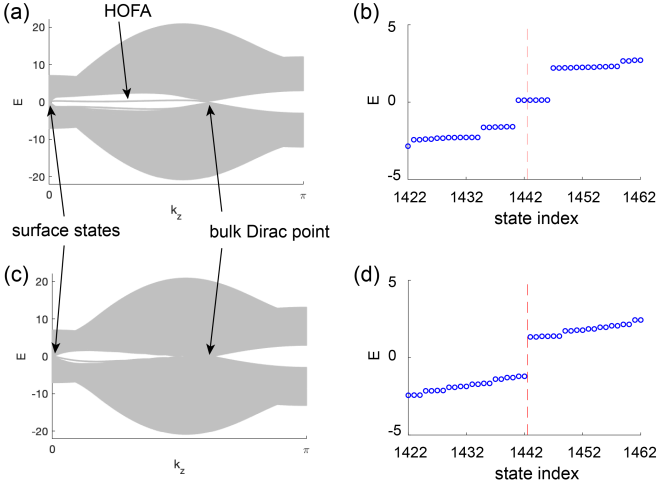 (a)
HOFA
20
10
0
-10
-20
E
0
π
k_z
(b)
5
0
-5
E
1422 1432 1442 1452 1462
state index
surface states
bulk Dirac point
(c)
20
10
0
-10
-20
E
0
π
k_z
(d)
5
0
-5
E
1422 1432 1442 1452 1462
state index